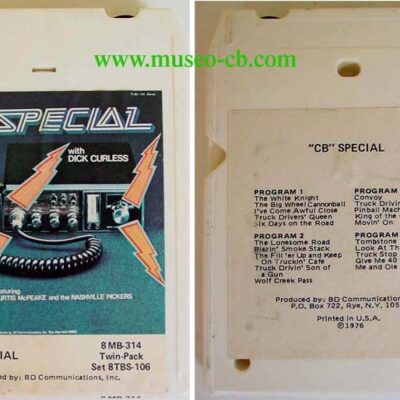 www.museo-cb.com
SPECIAL
with
DICK CURLESS
featuring
CURTIS McPEAKE and the NASHVILLE PICKERS
IAL
8 MB-314
Twin-Pack
Set 8TBS-106
ed by: BD Communications, Inc.
"CB" SPECIAL
PROGRAM 1
The White Knight
The Big Wheel Cannonball
I've Come Awful Close
Truck Drivers' Queen
Six Days on the Road
PROGRAM 2
The Lonesome Road
Blazin' Smoke Stack
The Fill 'er Up and Keep
On Truckin' Cafe
Truck Drivin' Son of
a Gun
Wolf Creek Pass
PROGRAM
Convoy
Truck Drivin
Pinball Mach
King of the
Movin' On
PROGRAM
Tombstone
Look At Th
Truck Stop
Give Me 40
Me and Ole
Produced by: BD Communication
P.O. Box 722, Rye, N.Y. 105
Printed in U.S.A.
©1976